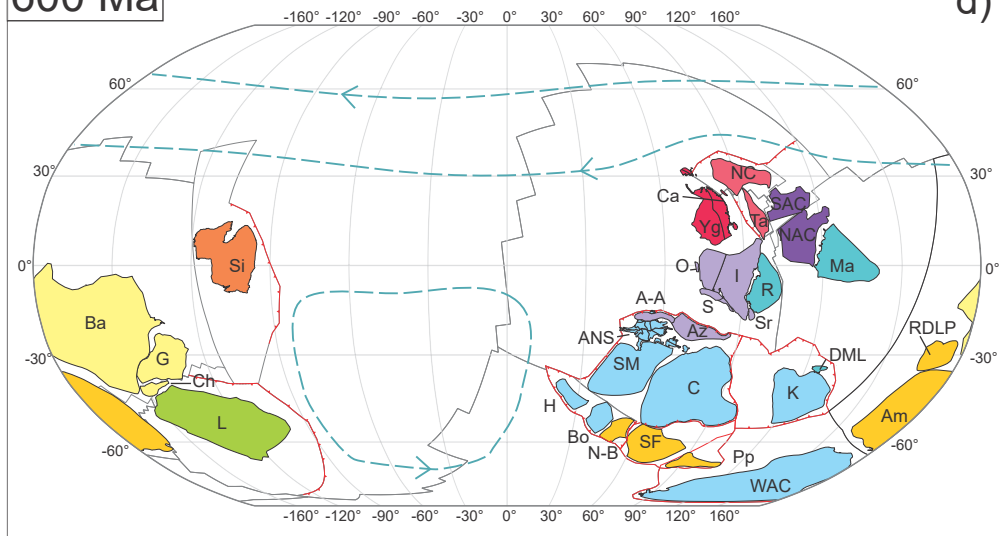 600 Ma
d)
-160° -120° -90° -60° -30° 0° 30° 60° 90° 120° 160°
60° 60°
30° 30°
NC
Ca
SAC
Ta
Yg
NAC
Si
O
I
Ma
0° 0°
R
S
Sr
A-A
Ba
ANS
Az
RDLP
G
DML
-30° -30°
SM
Ch
C
K
H
L
Am
Bo
SF
-60° -60°
N-B
Pp
WAC
-160° -120° -90° -60° -30° 0° 30° 60° 90° 120° 160°